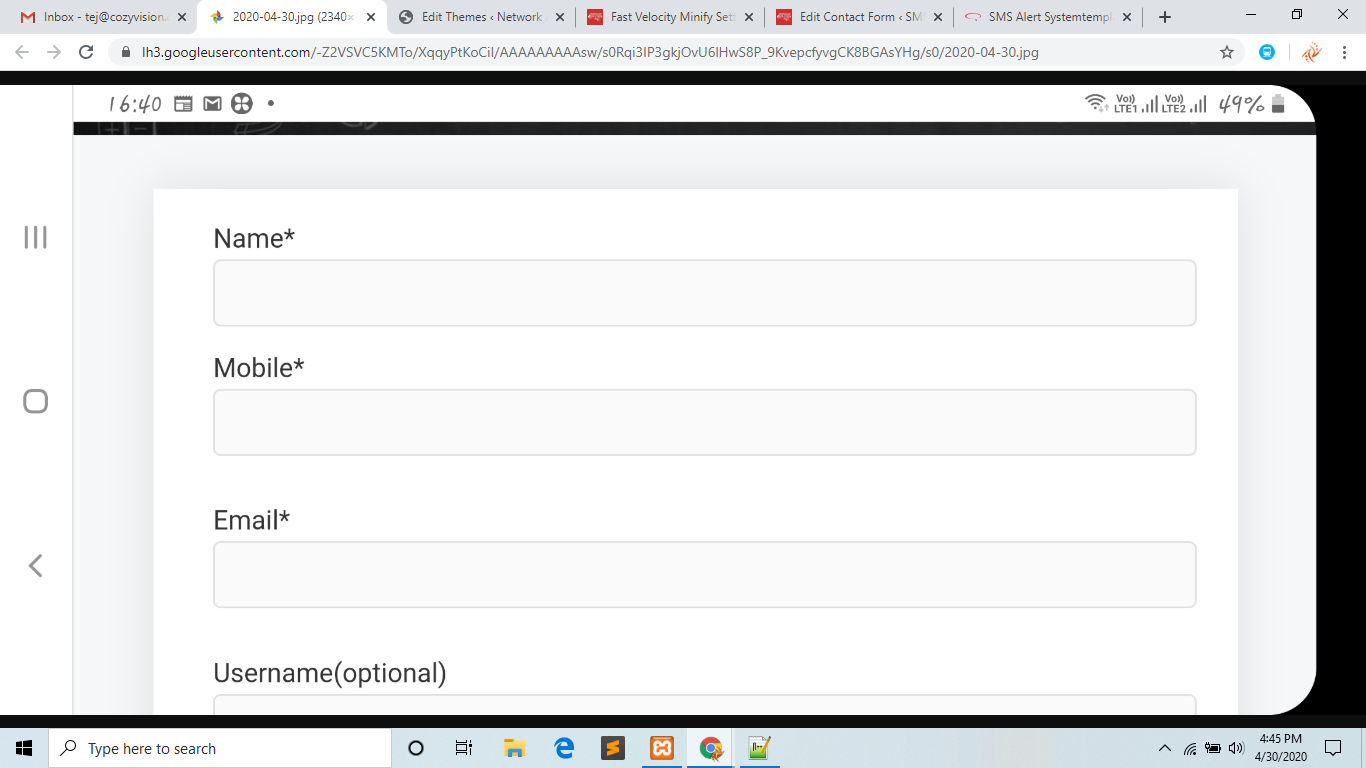 Inbox - tej@cozyvision.
2020-04-30.jpg (2340×
Edit Themes ‹ Network
Fast Velocity Minify Sett
Edit Contact Form ‹ SMS
SMS Alert Systemtempl
lh3.googleusercontent.com/-Z2VSVC5KMTo/XqqyPtKoCiI/AAAAAAAAAsw/s0Rqi3IP3gkjOvU6IHwS8P_9KvepcfyvgCK8BGAsYHg/s0/2020-04-30.jpg
16:40
Vo))
LTE1
Vo))
LTE2
49%
Name*
Mobile*
Email*
Username(optional)
Type here to search
4:45 PM
4/30/2020